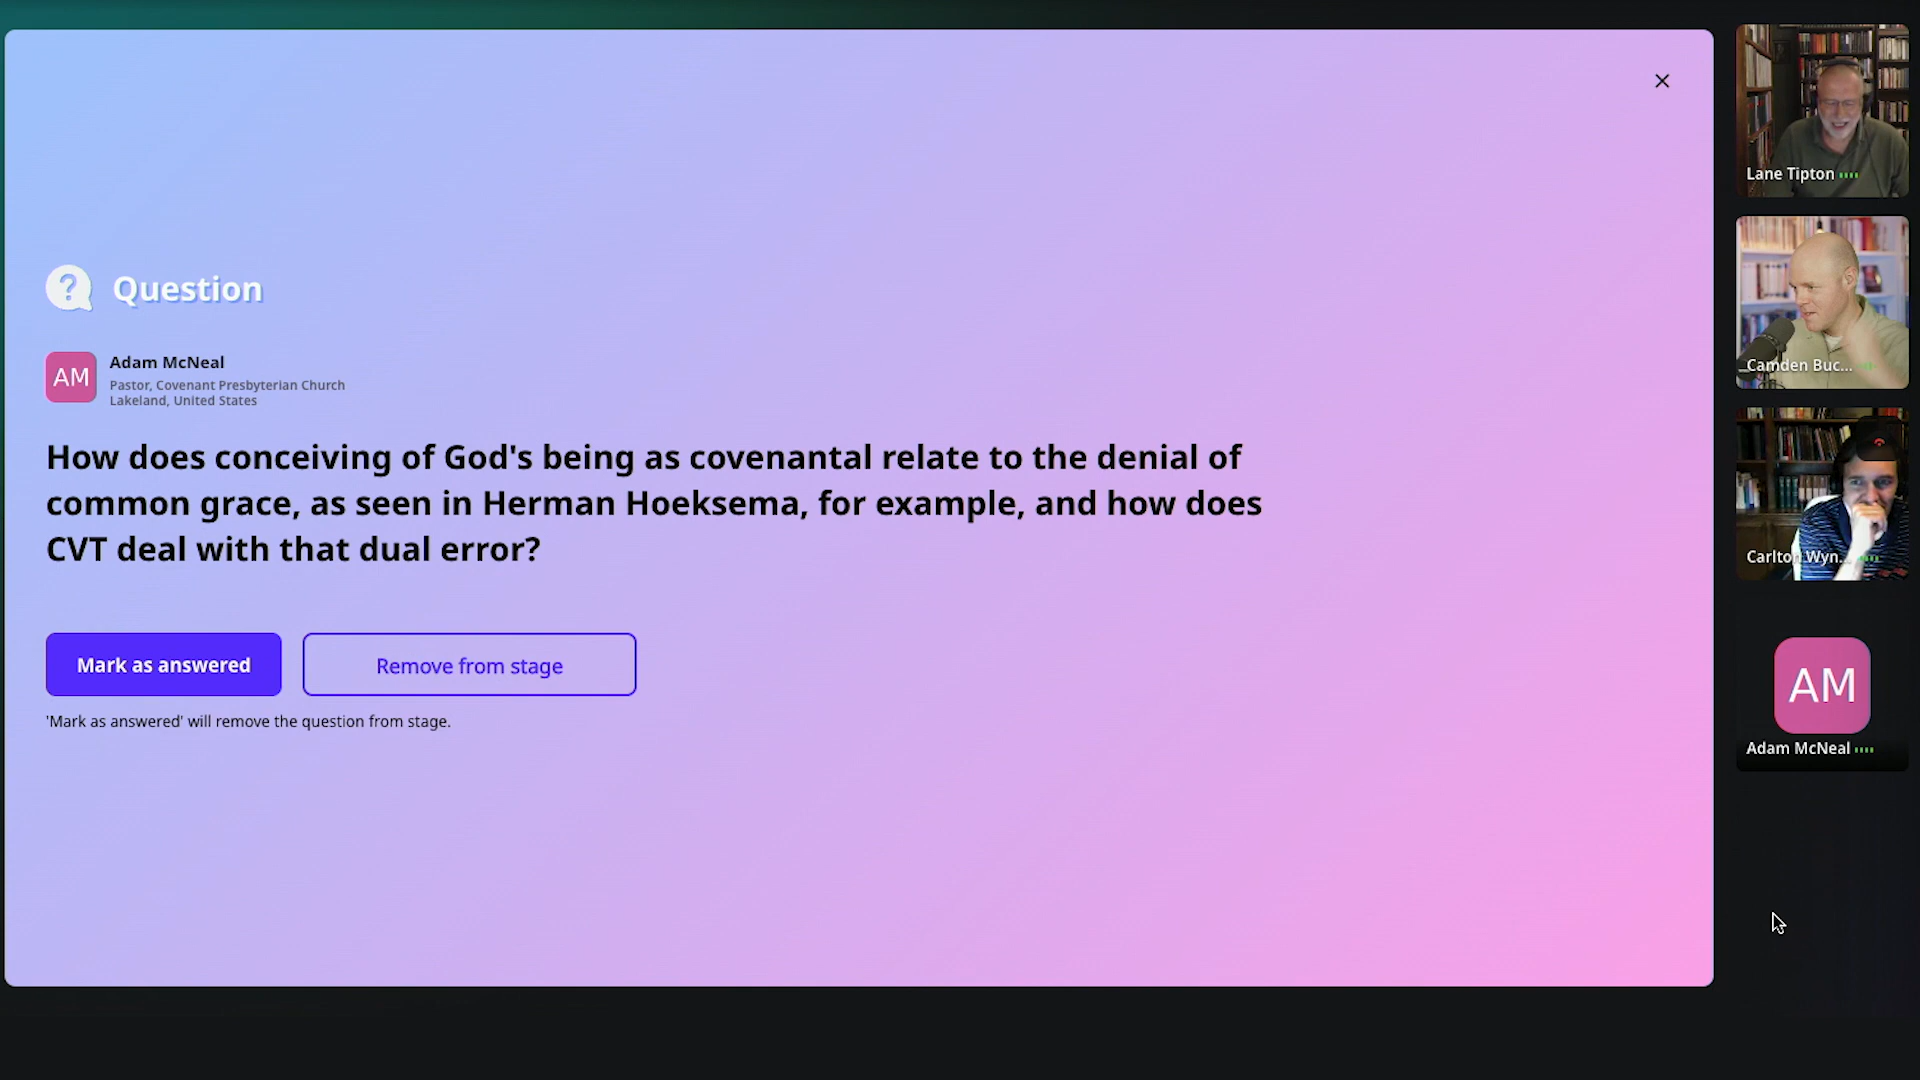 Question
AM
Adam McNeal
Pastor, Covenant Presbyterian Church
Lakeland, United States
How does conceiving of God's being as covenantal relate to the denial of
common grace, as seen in Herman Hoeksema, for example, and how does
CVT deal with that dual error?
Mark as answered
Remove from stage
'Mark as answered' will remove the question from stage.
Lane Tipton
Camden Buc...
Carlton Wyn...
AM
Adam McNeal